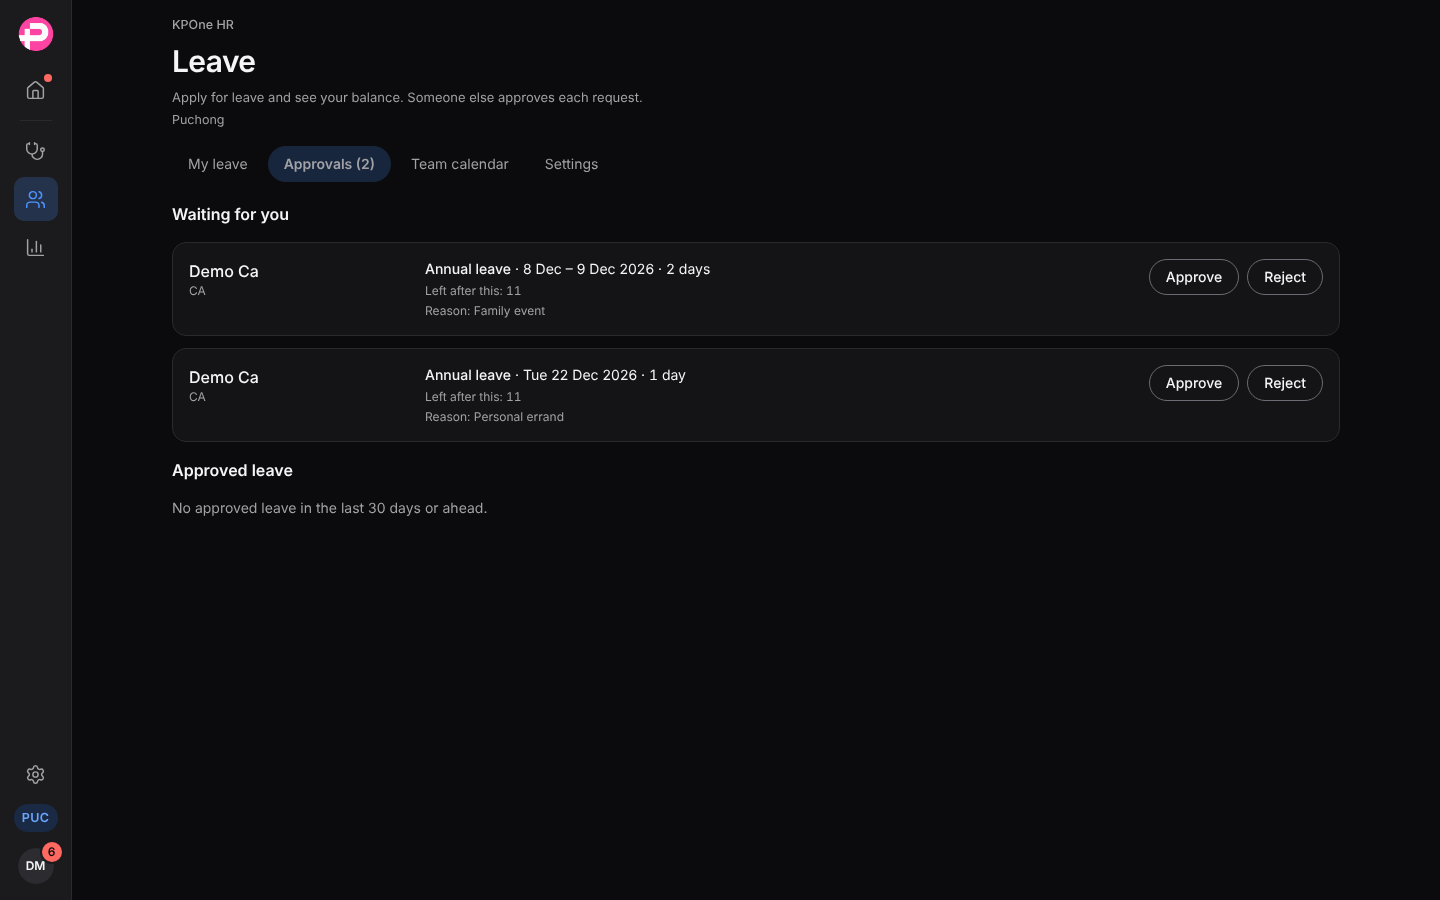 KPOne HR
Leave
Apply for leave and see your balance. Someone else approves each request.
Puchong
My leave
Approvals (2)
Team calendar
Settings
Waiting for you
Demo Ca
CA
Annual leave · 8 Dec – 9 Dec 2026 · 2 days
Left after this: 11
Reason: Family event
Approve
Reject
Demo Ca
CA
Annual leave · Tue 22 Dec 2026 · 1 day
Left after this: 11
Reason: Personal errand
Approve
Reject
Approved leave
No approved leave in the last 30 days or ahead.
PUC
6
DM